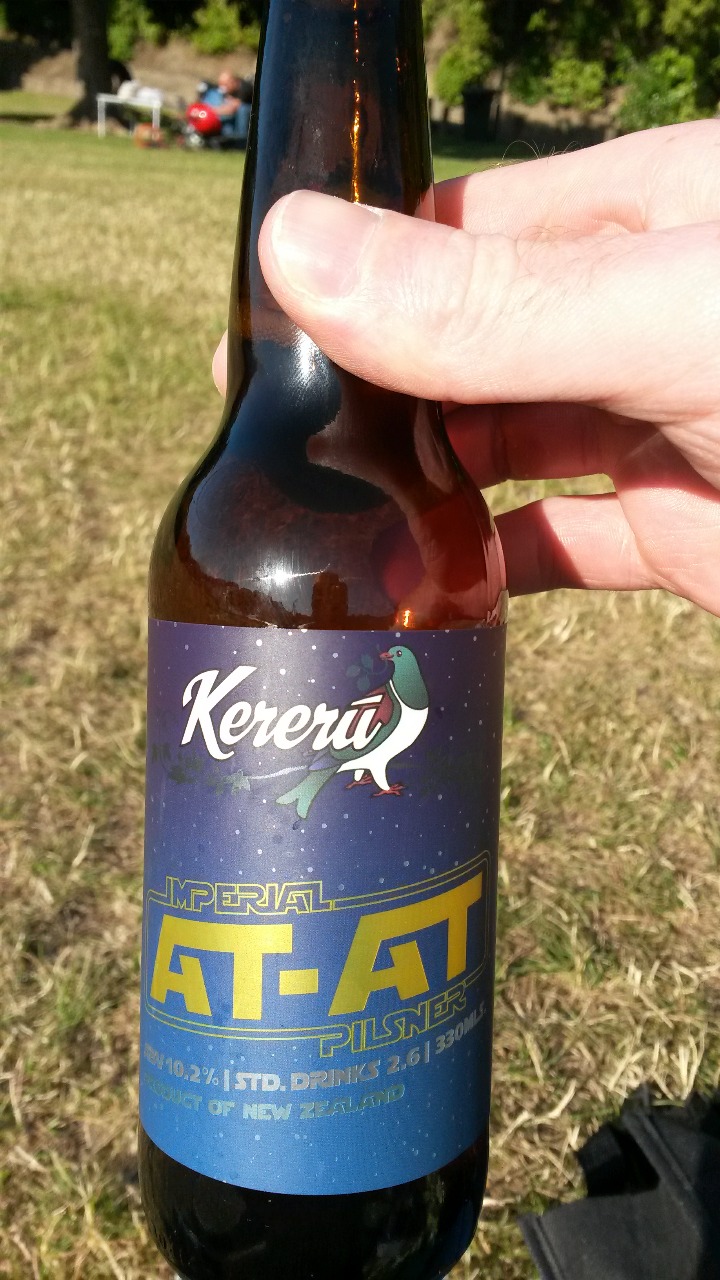 Kererū
IMPERIAL
AT-AT
PILSNER
ABV 10.2% | STD. DRINKS 2.6 | 330MLS.
PRODUCT OF NEW ZEALAND